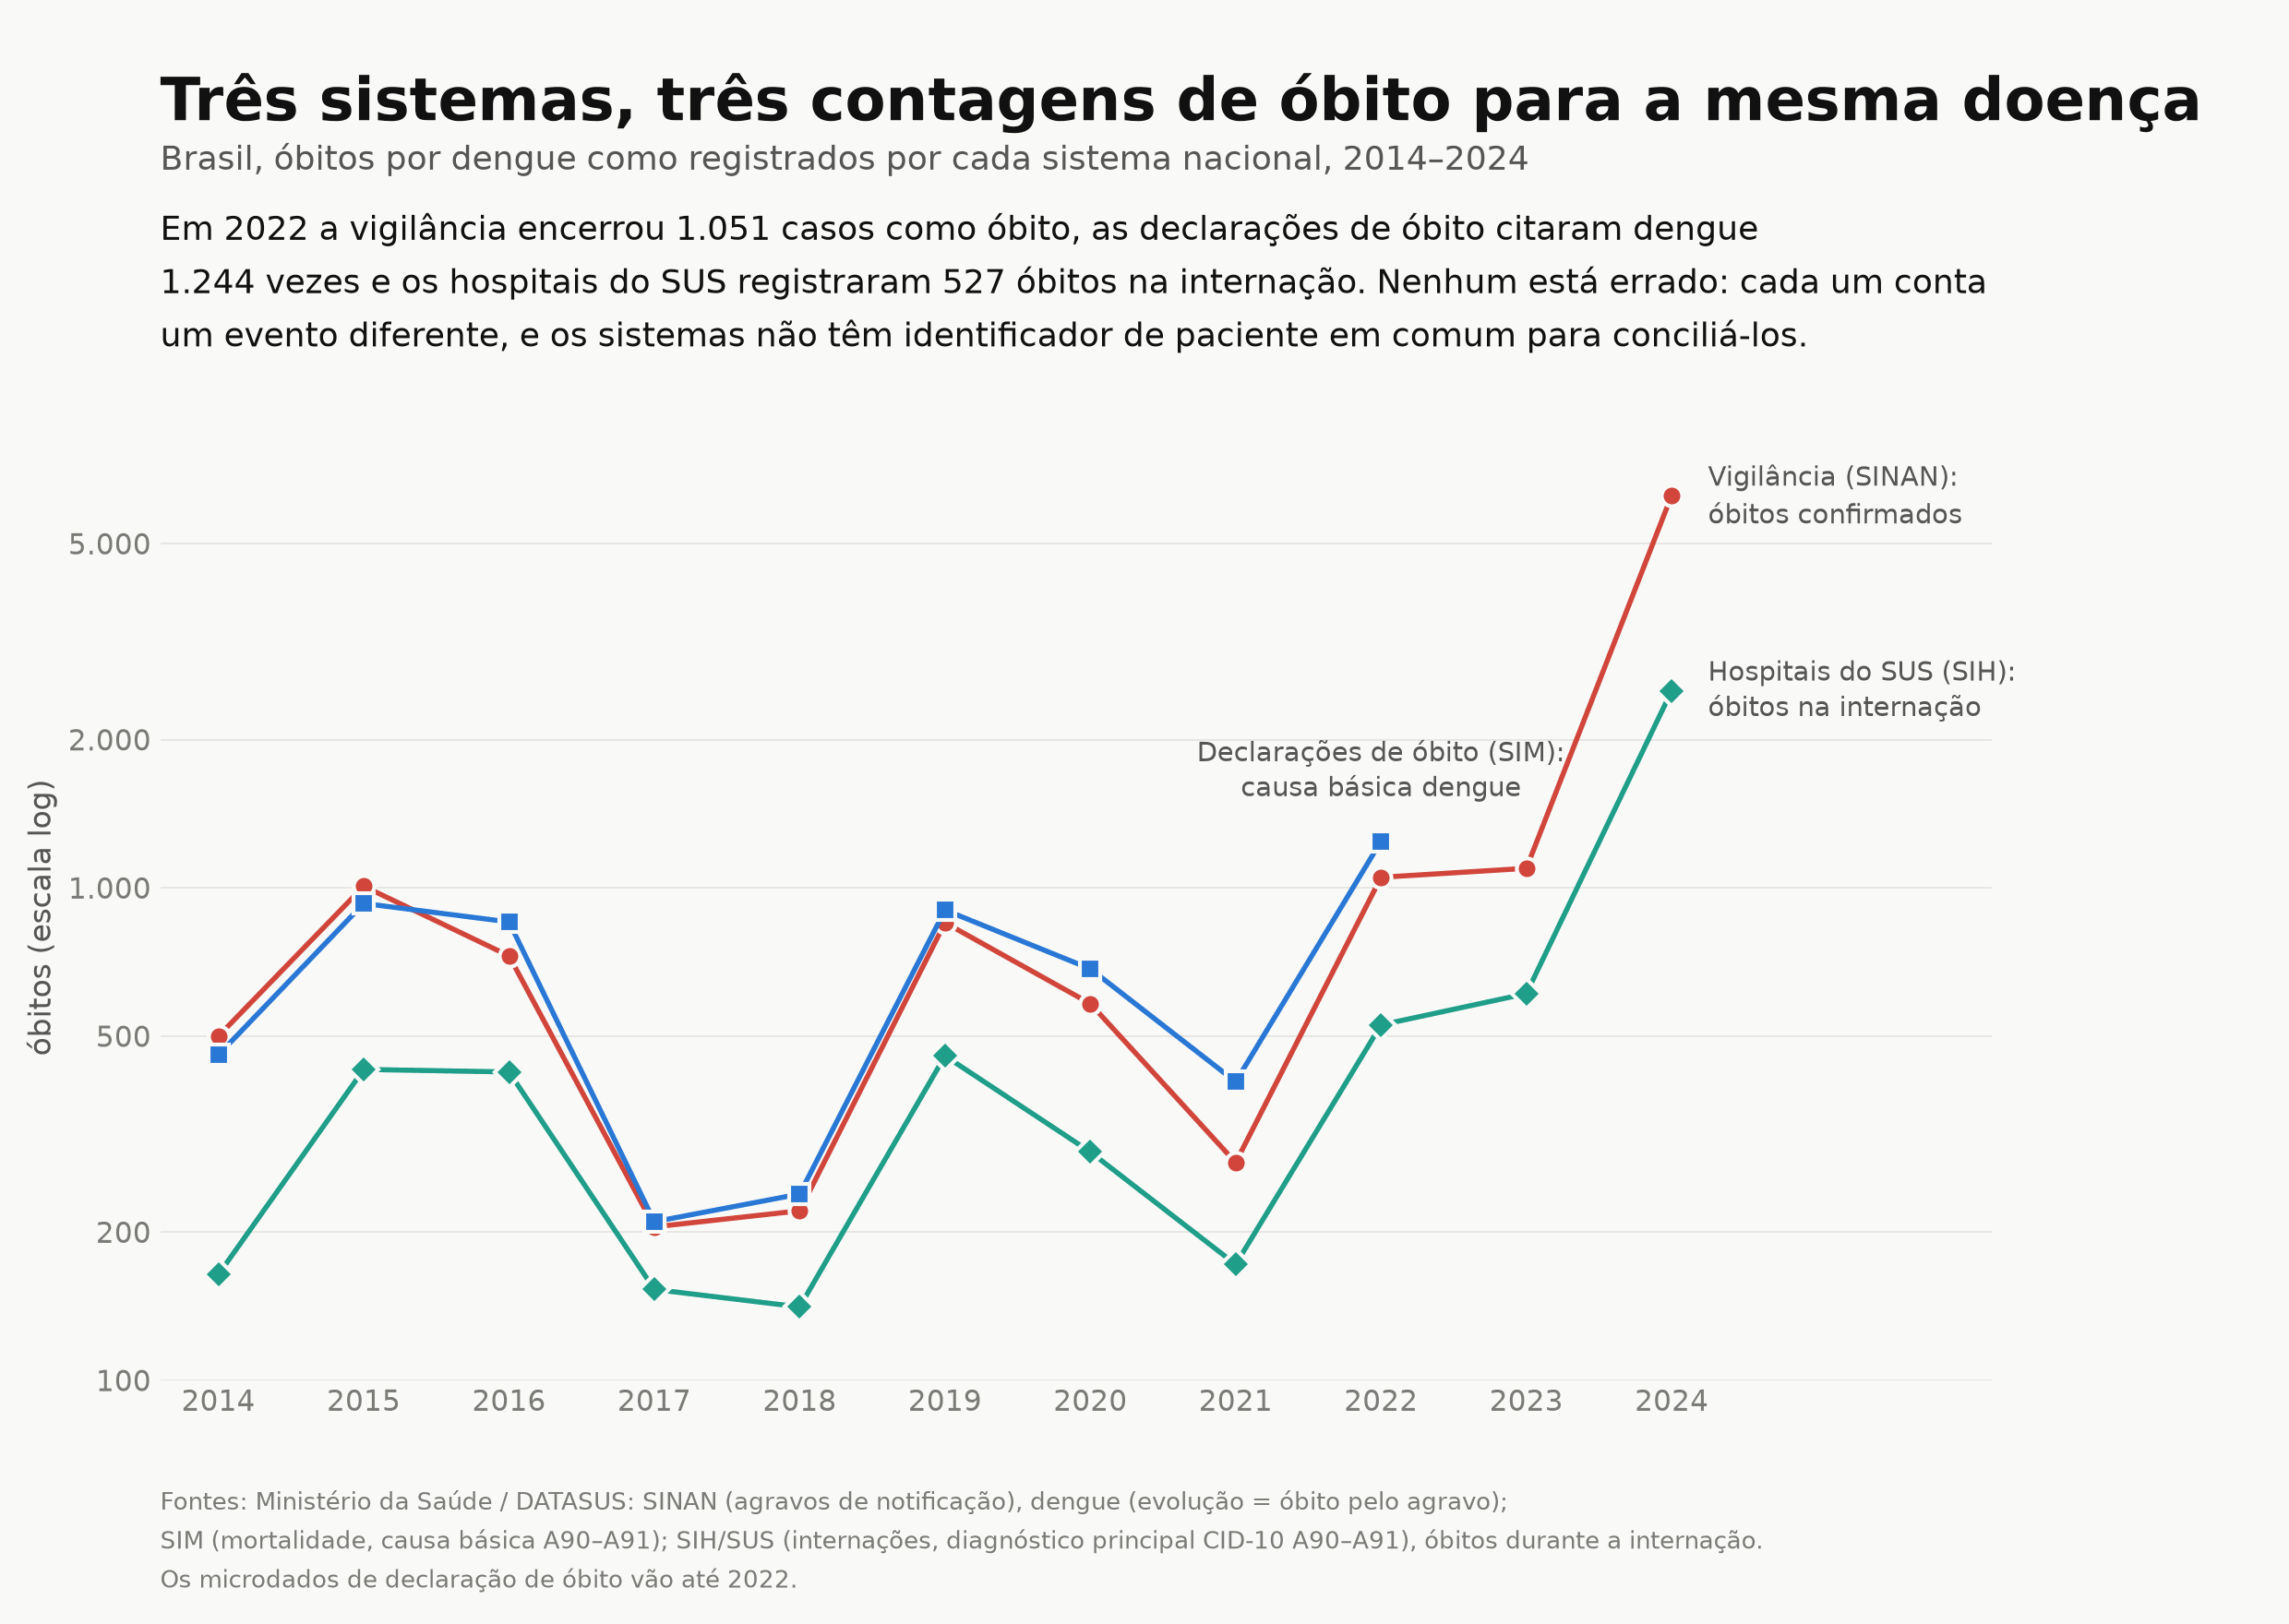 Três sistemas, três contagens de óbito para a mesma doença
Brasil, óbitos por dengue como registrados por cada sistema nacional, 2014–2024
Em 2022 a vigilância encerrou 1.051 casos como óbito, as declarações de óbito citaram dengue
1.244 vezes e os hospitais do SUS registraram 527 óbitos na internação. Nenhum está errado: cada um conta
um evento diferente, e os sistemas não têm identificador de paciente em comum para conciliá-los.
Vigilância (SINAN):
óbitos confirmados
Hospitais do SUS (SIH):
óbitos na internação
Declarações de óbito (SIM):
causa básica dengue
óbitos (escala log)
5.000
2.000
1.000
500
200
100
2014 2015 2016 2017 2018 2019 2020 2021 2022 2023 2024
Fontes: Ministério da Saúde / DATASUS: SINAN (agravos de notificação), dengue (evolução = óbito pelo agravo);
SIM (mortalidade, causa básica A90–A91); SIH/SUS (internações, diagnóstico principal CID-10 A90–A91), óbitos durante a internação.
Os microdados de declaração de óbito vão até 2022.